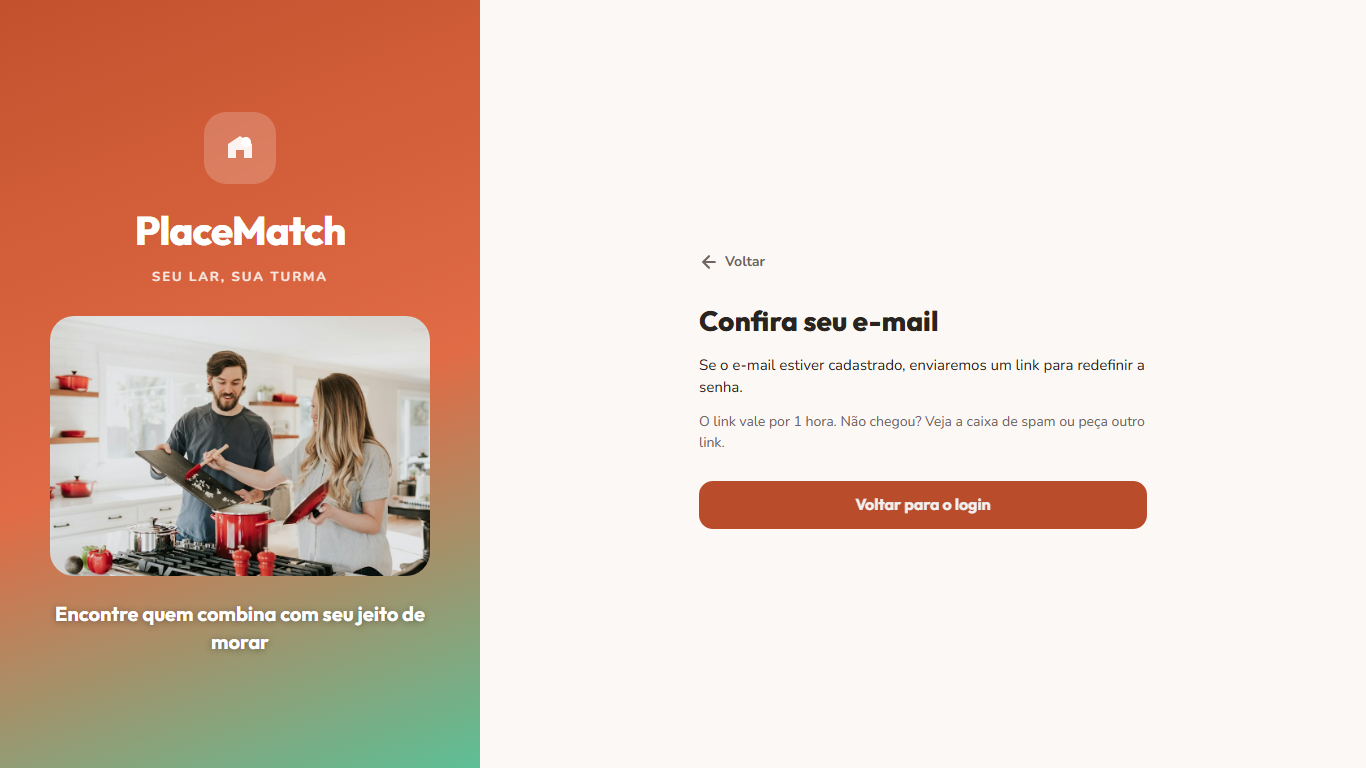 PlaceMatch
SEU LAR, SUA TURMA
Encontre quem combina com seu jeito de
morar
Voltar
Confira seu e-mail
Se o e-mail estiver cadastrado, enviaremos um link para redefinir a
senha.
O link vale por 1 hora. Não chegou? Veja a caixa de spam ou peça outro
link.
Voltar para o login